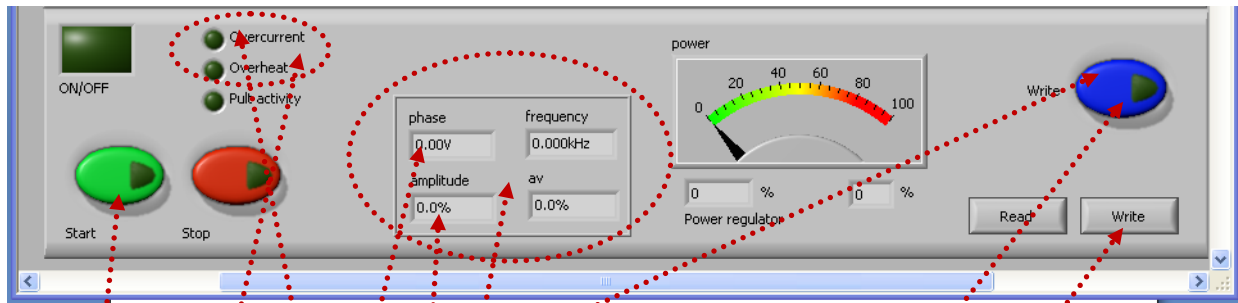 ON/OFF
Overcurrent
Overheat
Pult activity
Start
Stop
phase
frequency
0.00V
0.000kHz
amplitude
av
0.0%
0.0%
power
0
20
40
60
80
100
0 %
0 %
Power regulator
Write
Read
Write